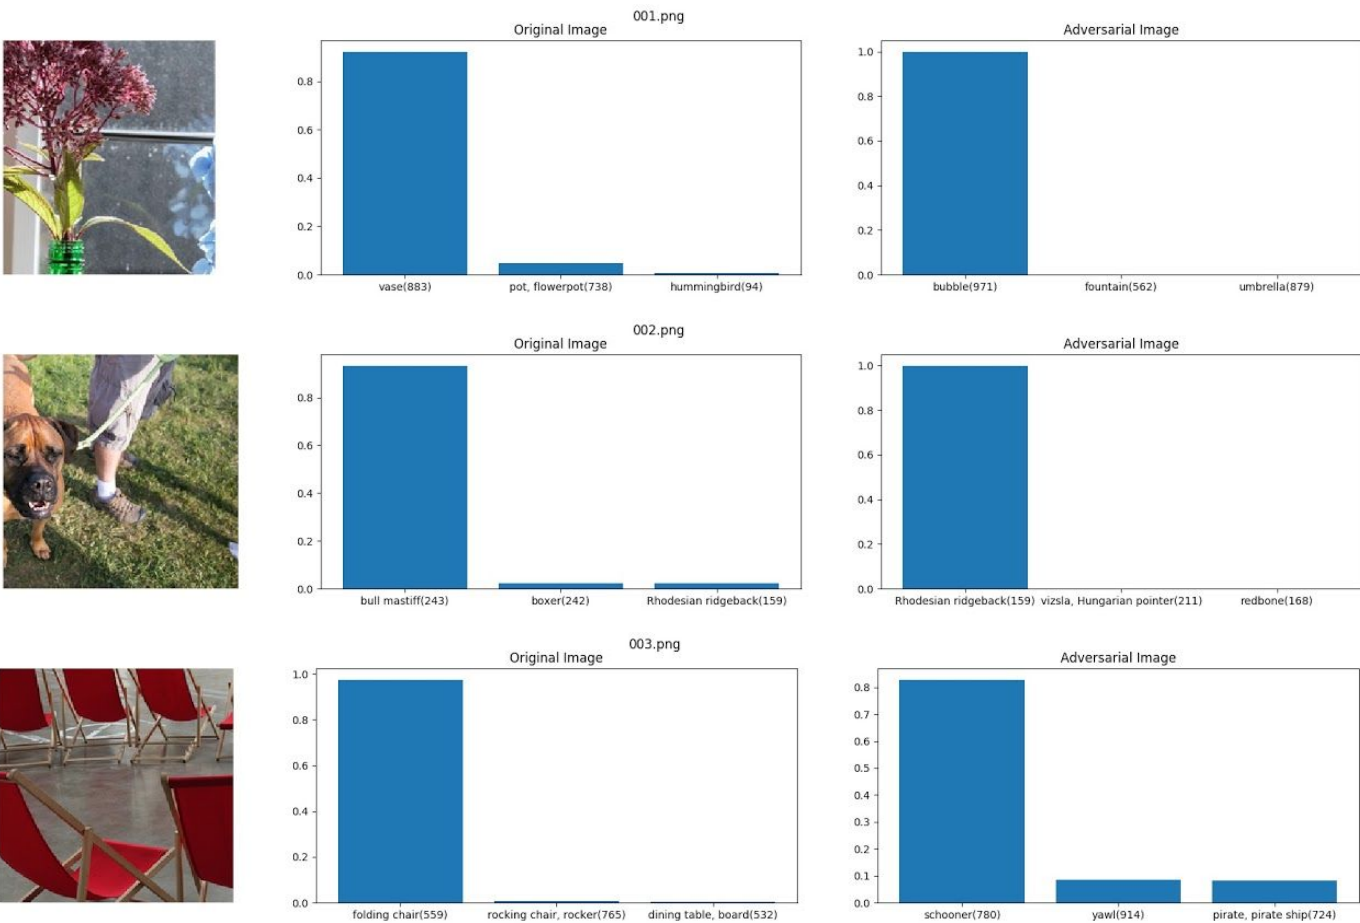 001.png
Original Image
Adversarial Image
0.8
0.6
0.4
0.2
0.0
vase(883) pot, flowerpot(738) hummingbird(94)
1.0
0.8
0.6
0.4
0.2
0.0
bubble(971) fountain(562) umbrella(879)
002.png
Original Image
Adversarial Image
0.8
0.6
0.4
0.2
0.0
bull mastiff(243) boxer(242) Rhodesian ridgeback(159)
1.0
0.8
0.6
0.4
0.2
0.0
Rhodesian ridgeback(159) vizsla, Hungarian pointer(211) redbone(168)
003.png
Original Image
Adversarial Image
1.0
0.8
0.6
0.4
0.2
0.0
folding chair(559) rocking chair, rocker(765) dining table, board(532)
0.8
0.7
0.6
0.5
0.4
0.3
0.2
0.1
0.0
schooner(780) yawl(914) pirate, pirate ship(724)